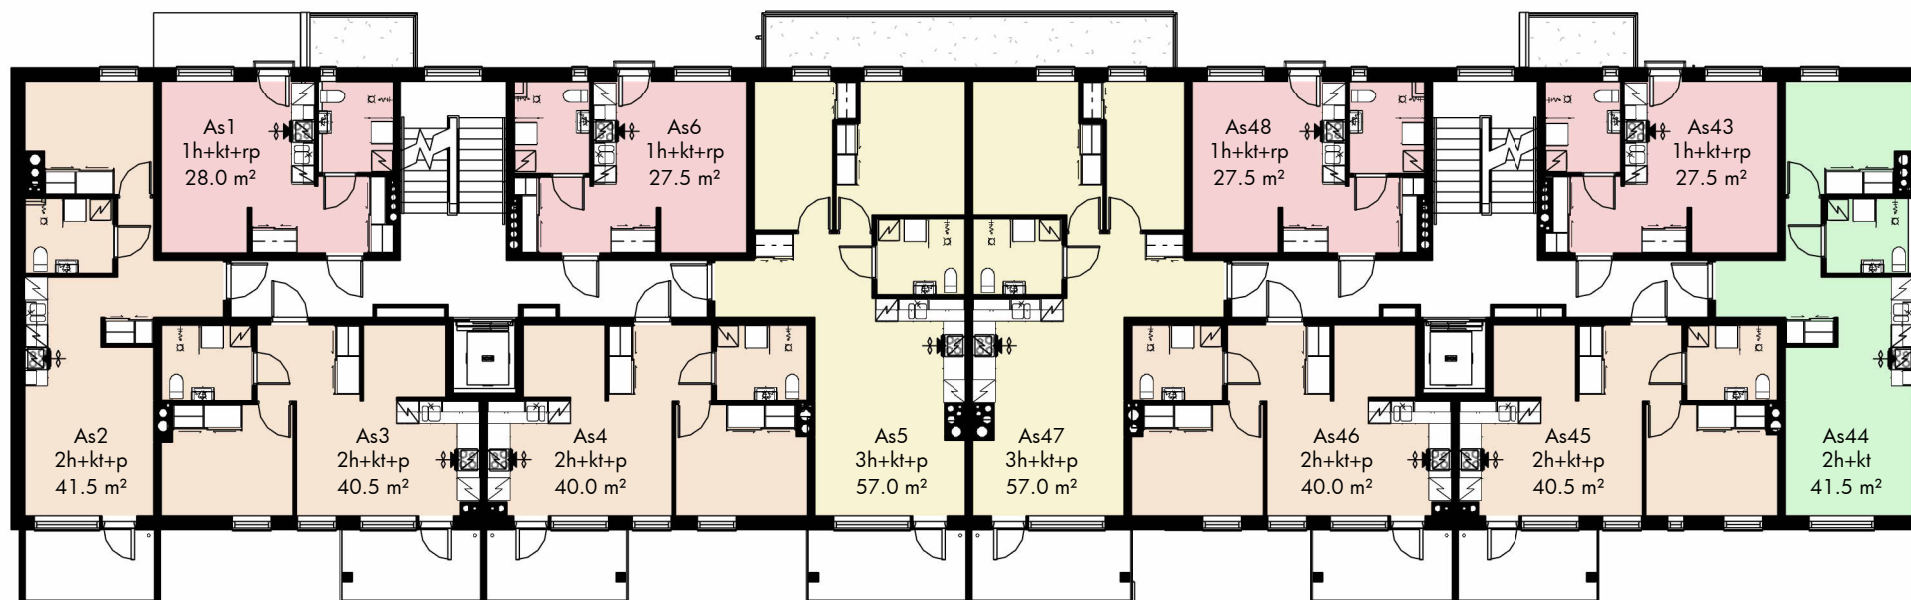 As1
1h+kt+rp
28.0 m²
As6
1h+kt+rp
27.5 m²
As48
1h+kt+rp
27.5 m²
As43
1h+kt+rp
27.5 m²
As2
2h+kt+p
41.5 m²
As3
2h+kt+p
40.5 m²
As4
2h+kt+p
40.0 m²
As5
3h+kt+p
57.0 m²
As47
3h+kt+p
57.0 m²
As46
2h+kt+p
40.0 m²
As45
2h+kt+p
40.5 m²
As44
2h+kt
41.5 m²